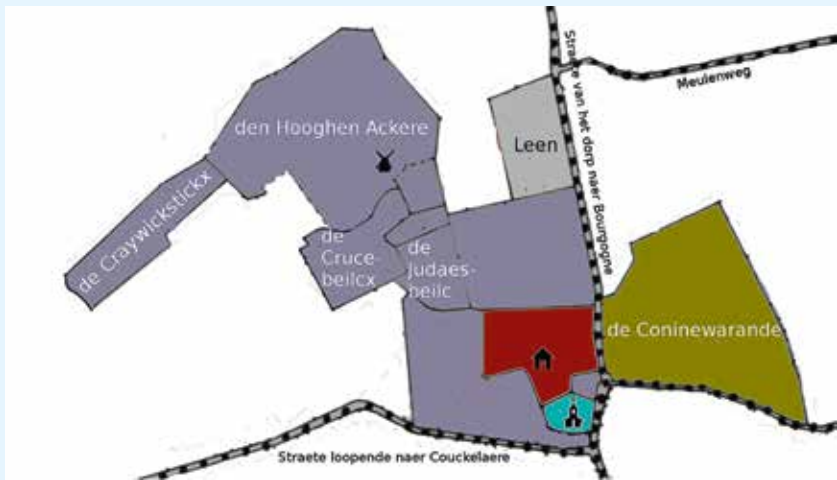 Straete van het dorp naer Bourgogne
Meulenweg
den Hooghen Ackere
Leen
de Craywickstickx
de
Cruce-
beilcx
de
Judaes-
beilc
de Coninewarande
Straete loopende naer Couckelaere